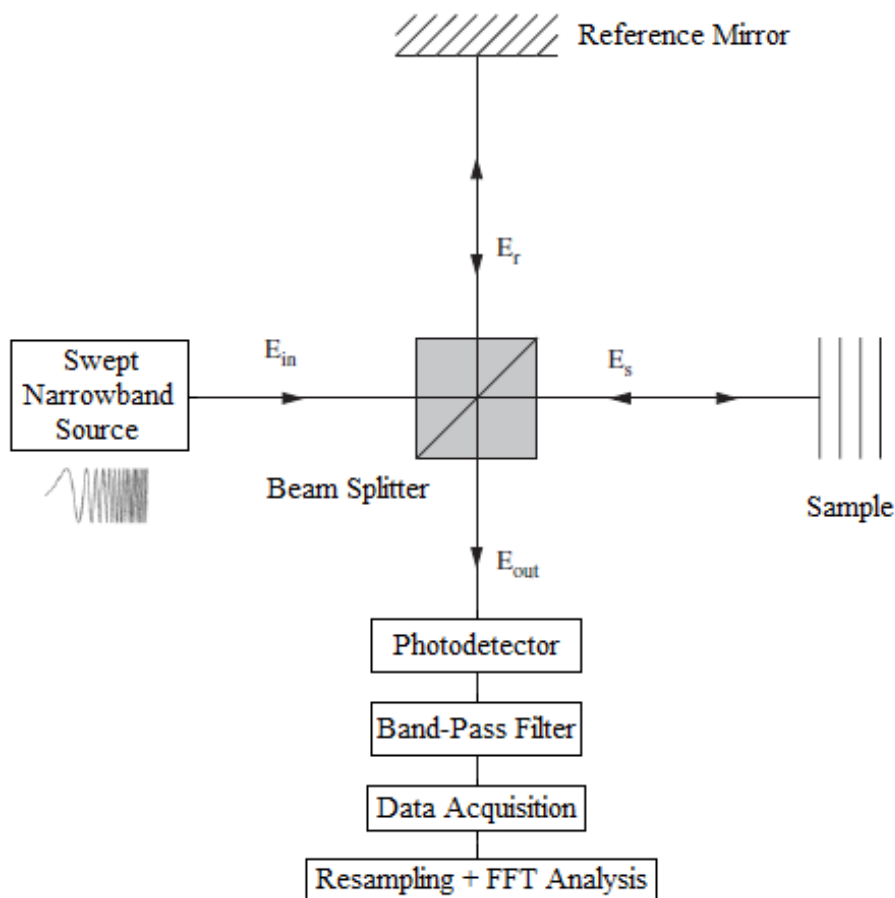 Reference Mirror
E_r
Swept
Narrowband
Source
E_in
E_s
Beam Splitter
Sample
E_out
Photodetector
Band-Pass Filter
Data Acquisition
Resampling + FFT Analysis